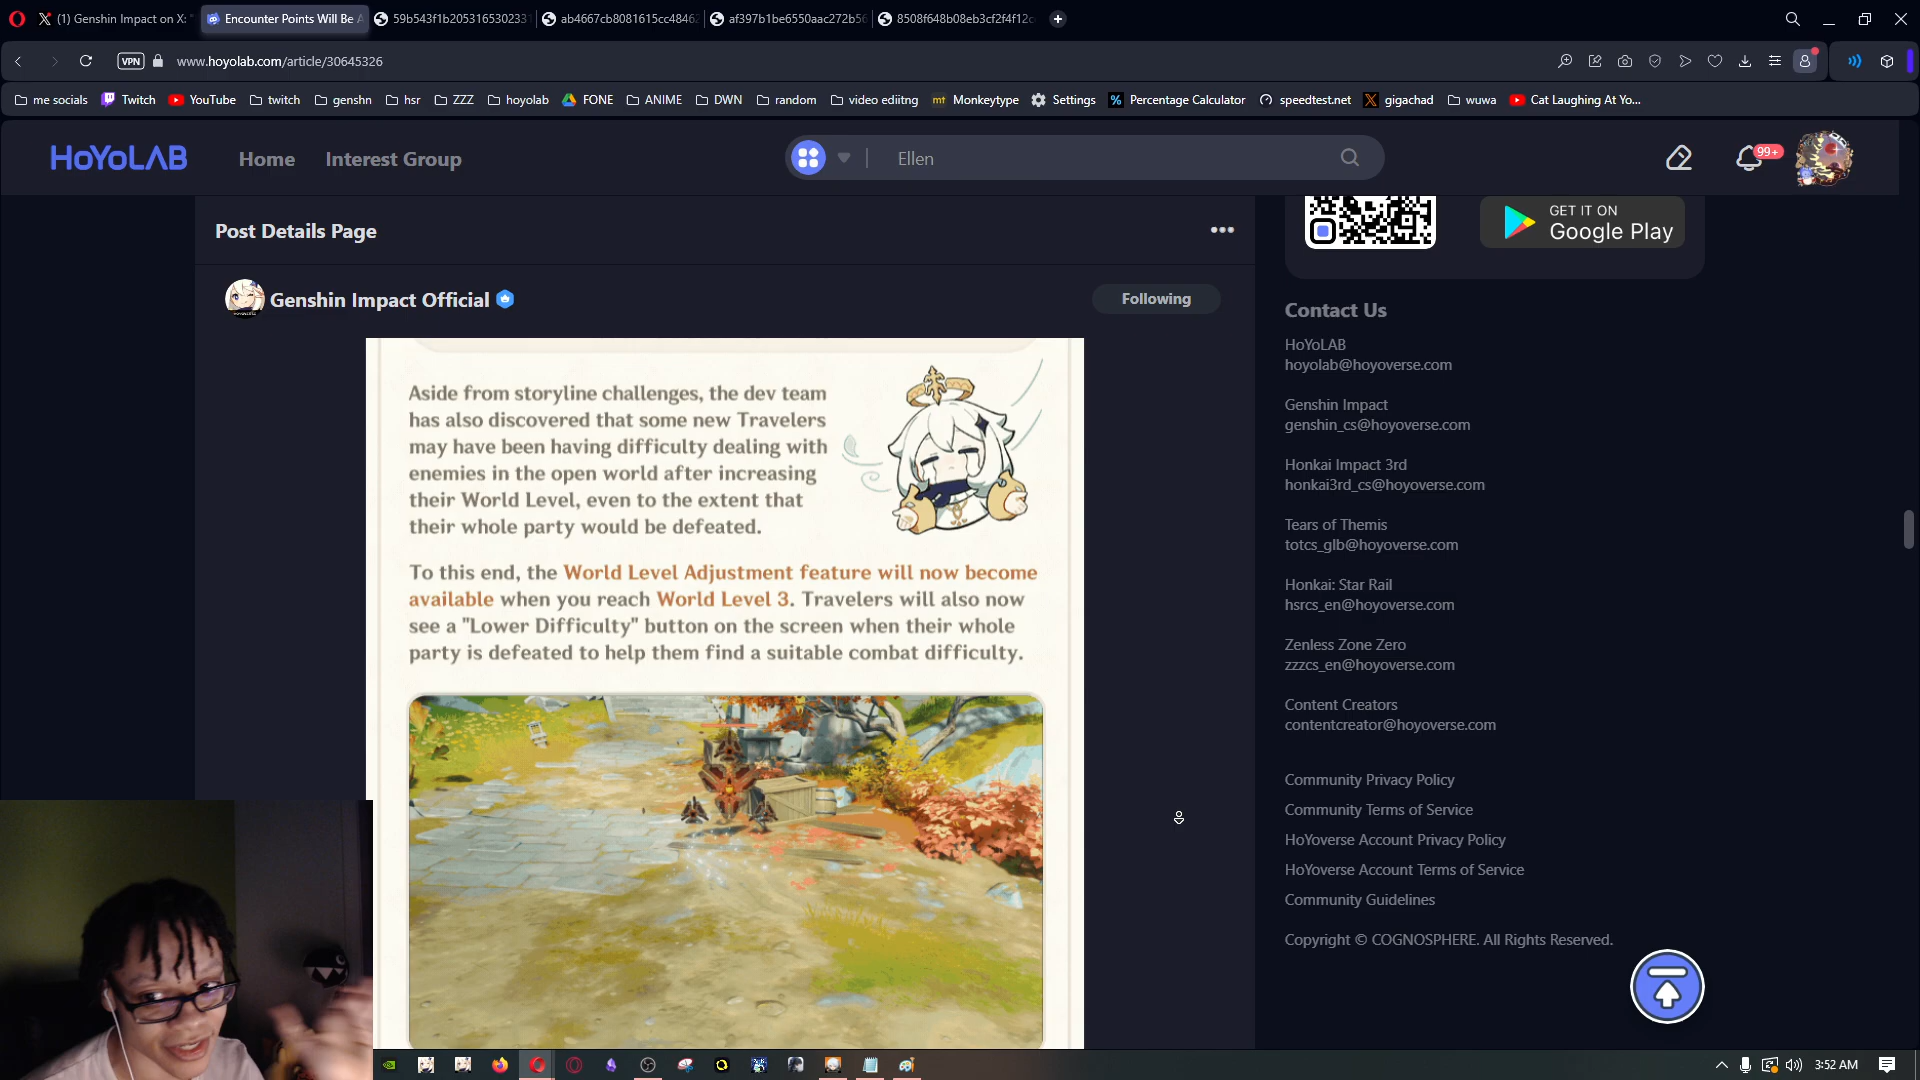 (1) Genshin Impact on X: "
Encounter Points Will Be A
59b543f1b205316530233
ab4667cb8081615cc4846
af397b1be6550aac272b5
8508f648b08eb3cf2f4f12c
VPN
www.hoyolab.com/article/30645326
me socials
Twitch
YouTube
twitch
genshn
hsr
ZZZ
hoyolab
FONE
ANIME
DWN
random
video ediitng
mt Monkeytype
Settings
Percentage Calculator
speedtest.net
gigachad
wuwa
Cat Laughing At Yo...
HoYoLAB
Home
Interest Group
Ellen
99+
Post Details Page
Genshin Impact Official
Following
Aside from storyline challenges, the dev team
has also discovered that some new Travelers
may have been having difficulty dealing with
enemies in the open world after increasing
their World Level, even to the extent that
their whole party would be defeated.
To this end, the World Level Adjustment feature will now become
available when you reach World Level 3. Travelers will also now
see a "Lower Difficulty" button on the screen when their whole
party is defeated to help them find a suitable combat difficulty.
GET IT ON
Google Play
Contact Us
HoYoLAB
hoyolab@hoyoverse.com
Genshin Impact
genshin_cs@hoyoverse.com
Honkai Impact 3rd
honkai3rd_cs@hoyoverse.com
Tears of Themis
totcs_glb@hoyoverse.com
Honkai: Star Rail
hsrcs_en@hoyoverse.com
Zenless Zone Zero
zzzcs_en@hoyoverse.com
Content Creators
contentcreator@hoyoverse.com
Community Privacy Policy
Community Terms of Service
HoYoverse Account Privacy Policy
HoYoverse Account Terms of Service
Community Guidelines
Copyright © COGNOSPHERE. All Rights Reserved.
3:52 AM